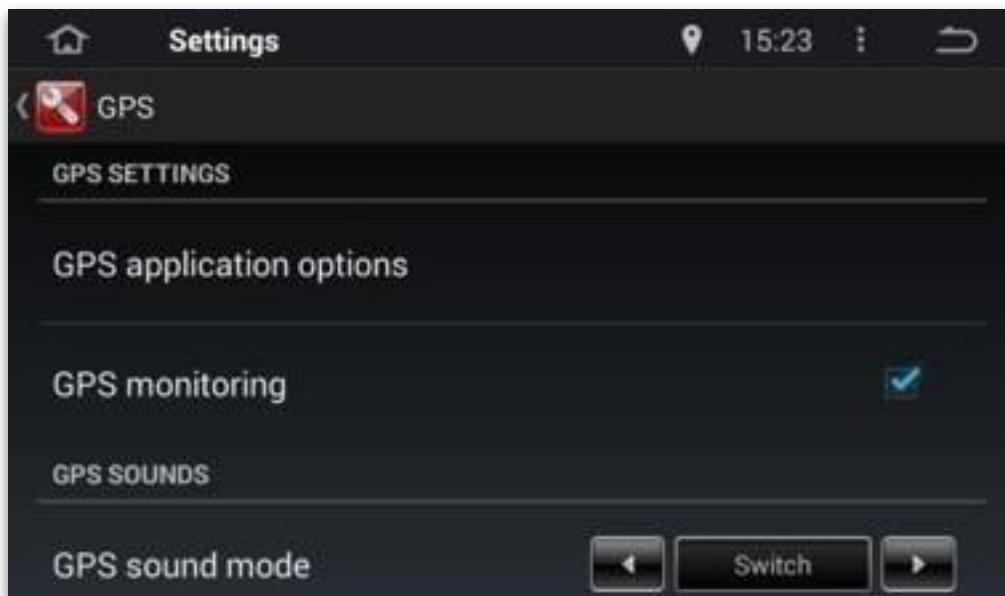 Settings 15:23
GPS
GPS SETTINGS
GPS application options
GPS monitoring
GPS SOUNDS
GPS sound mode Switch